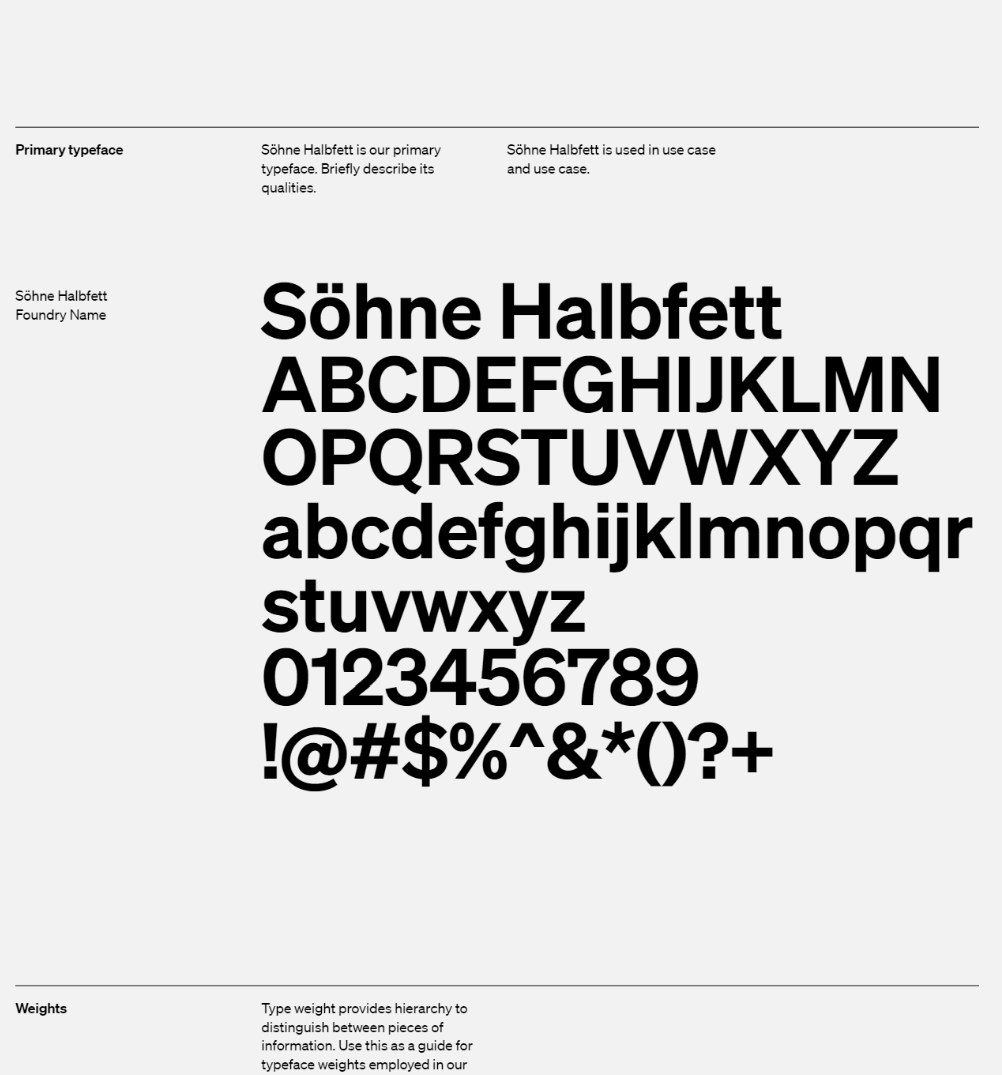 Primary typeface
Söhne Halbfett is our primary
typeface. Briefly describe its
qualities.
Söhne Halbfett is used in use case
and use case.
Söhne Halbfett
Foundry Name
Söhne Halbfett
ABCDEFGHIJKLMN
OPQRSTUVWXYZ
abcdefghijklmnopqr
stuvwxyz
0123456789
!@#$%^&*()?+
Weights
Type weight provides hierarchy to
distinguish between pieces of
information. Use this as a guide for
typeface weights employed in our